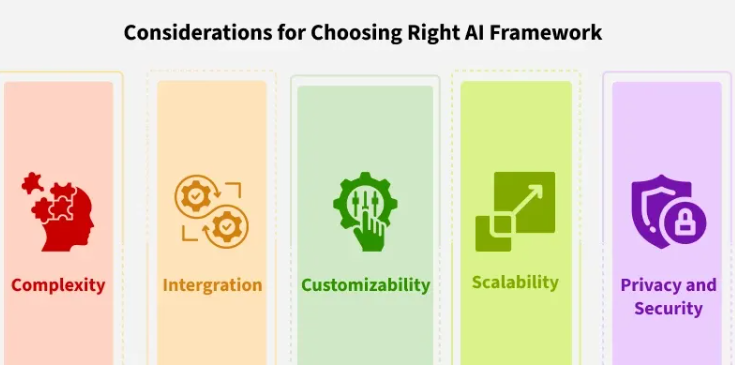 Considerations for Choosing Right AI Framework
Complexity
Intergration
Customizability
Scalability
Privacy and
Security